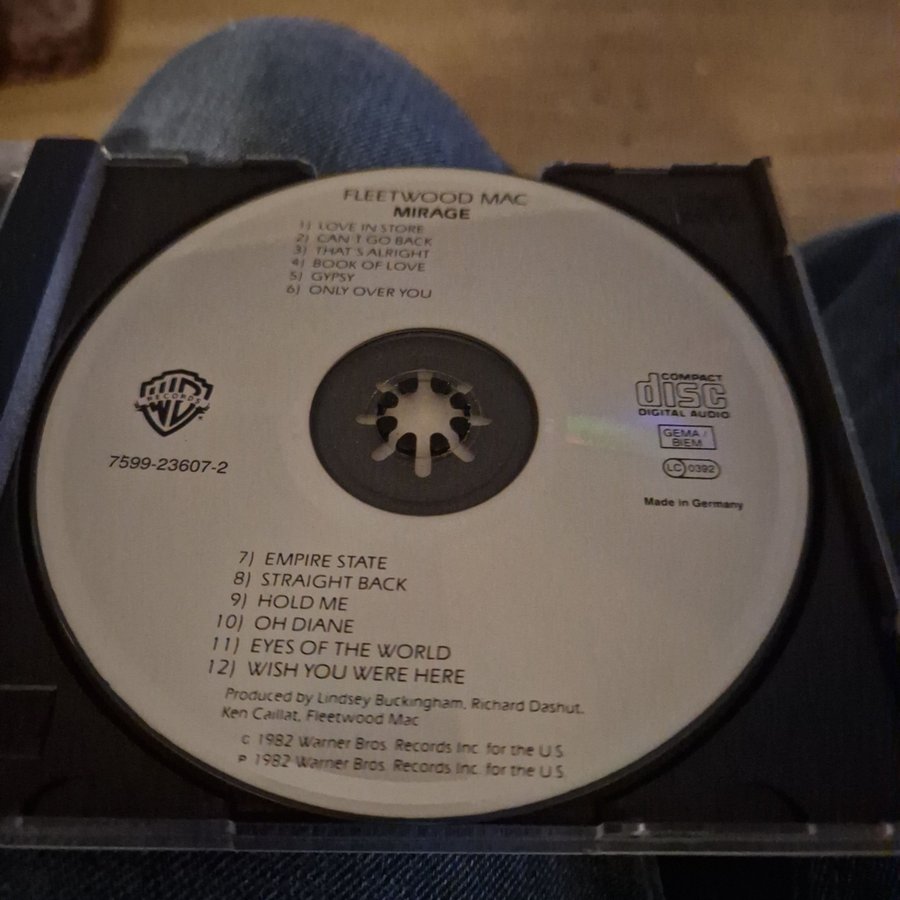 FLEETWOOD MAC
MIRAGE
1) LOVE IN STORE
2) CAN'T GO BACK
3) THAT'S ALRIGHT
4) BOOK OF LOVE
5) GYPSY
6) ONLY OVER YOU
WB
RECORDS
7599-23607-2
COMPACT
disc
DIGITAL AUDIO
GEMA /
BIEM
LC 0392
Made in Germany
7) EMPIRE STATE
8) STRAIGHT BACK
9) HOLD ME
10) OH DIANE
11) EYES OF THE WORLD
12) WISH YOU WERE HERE
Produced by Lindsey Buckingham, Richard Dashut,
Ken Caillat, Fleetwood Mac
© 1982 Warner Bros. Records Inc. for the U.S.
℗ 1982 Warner Bros. Records Inc. for the U.S.